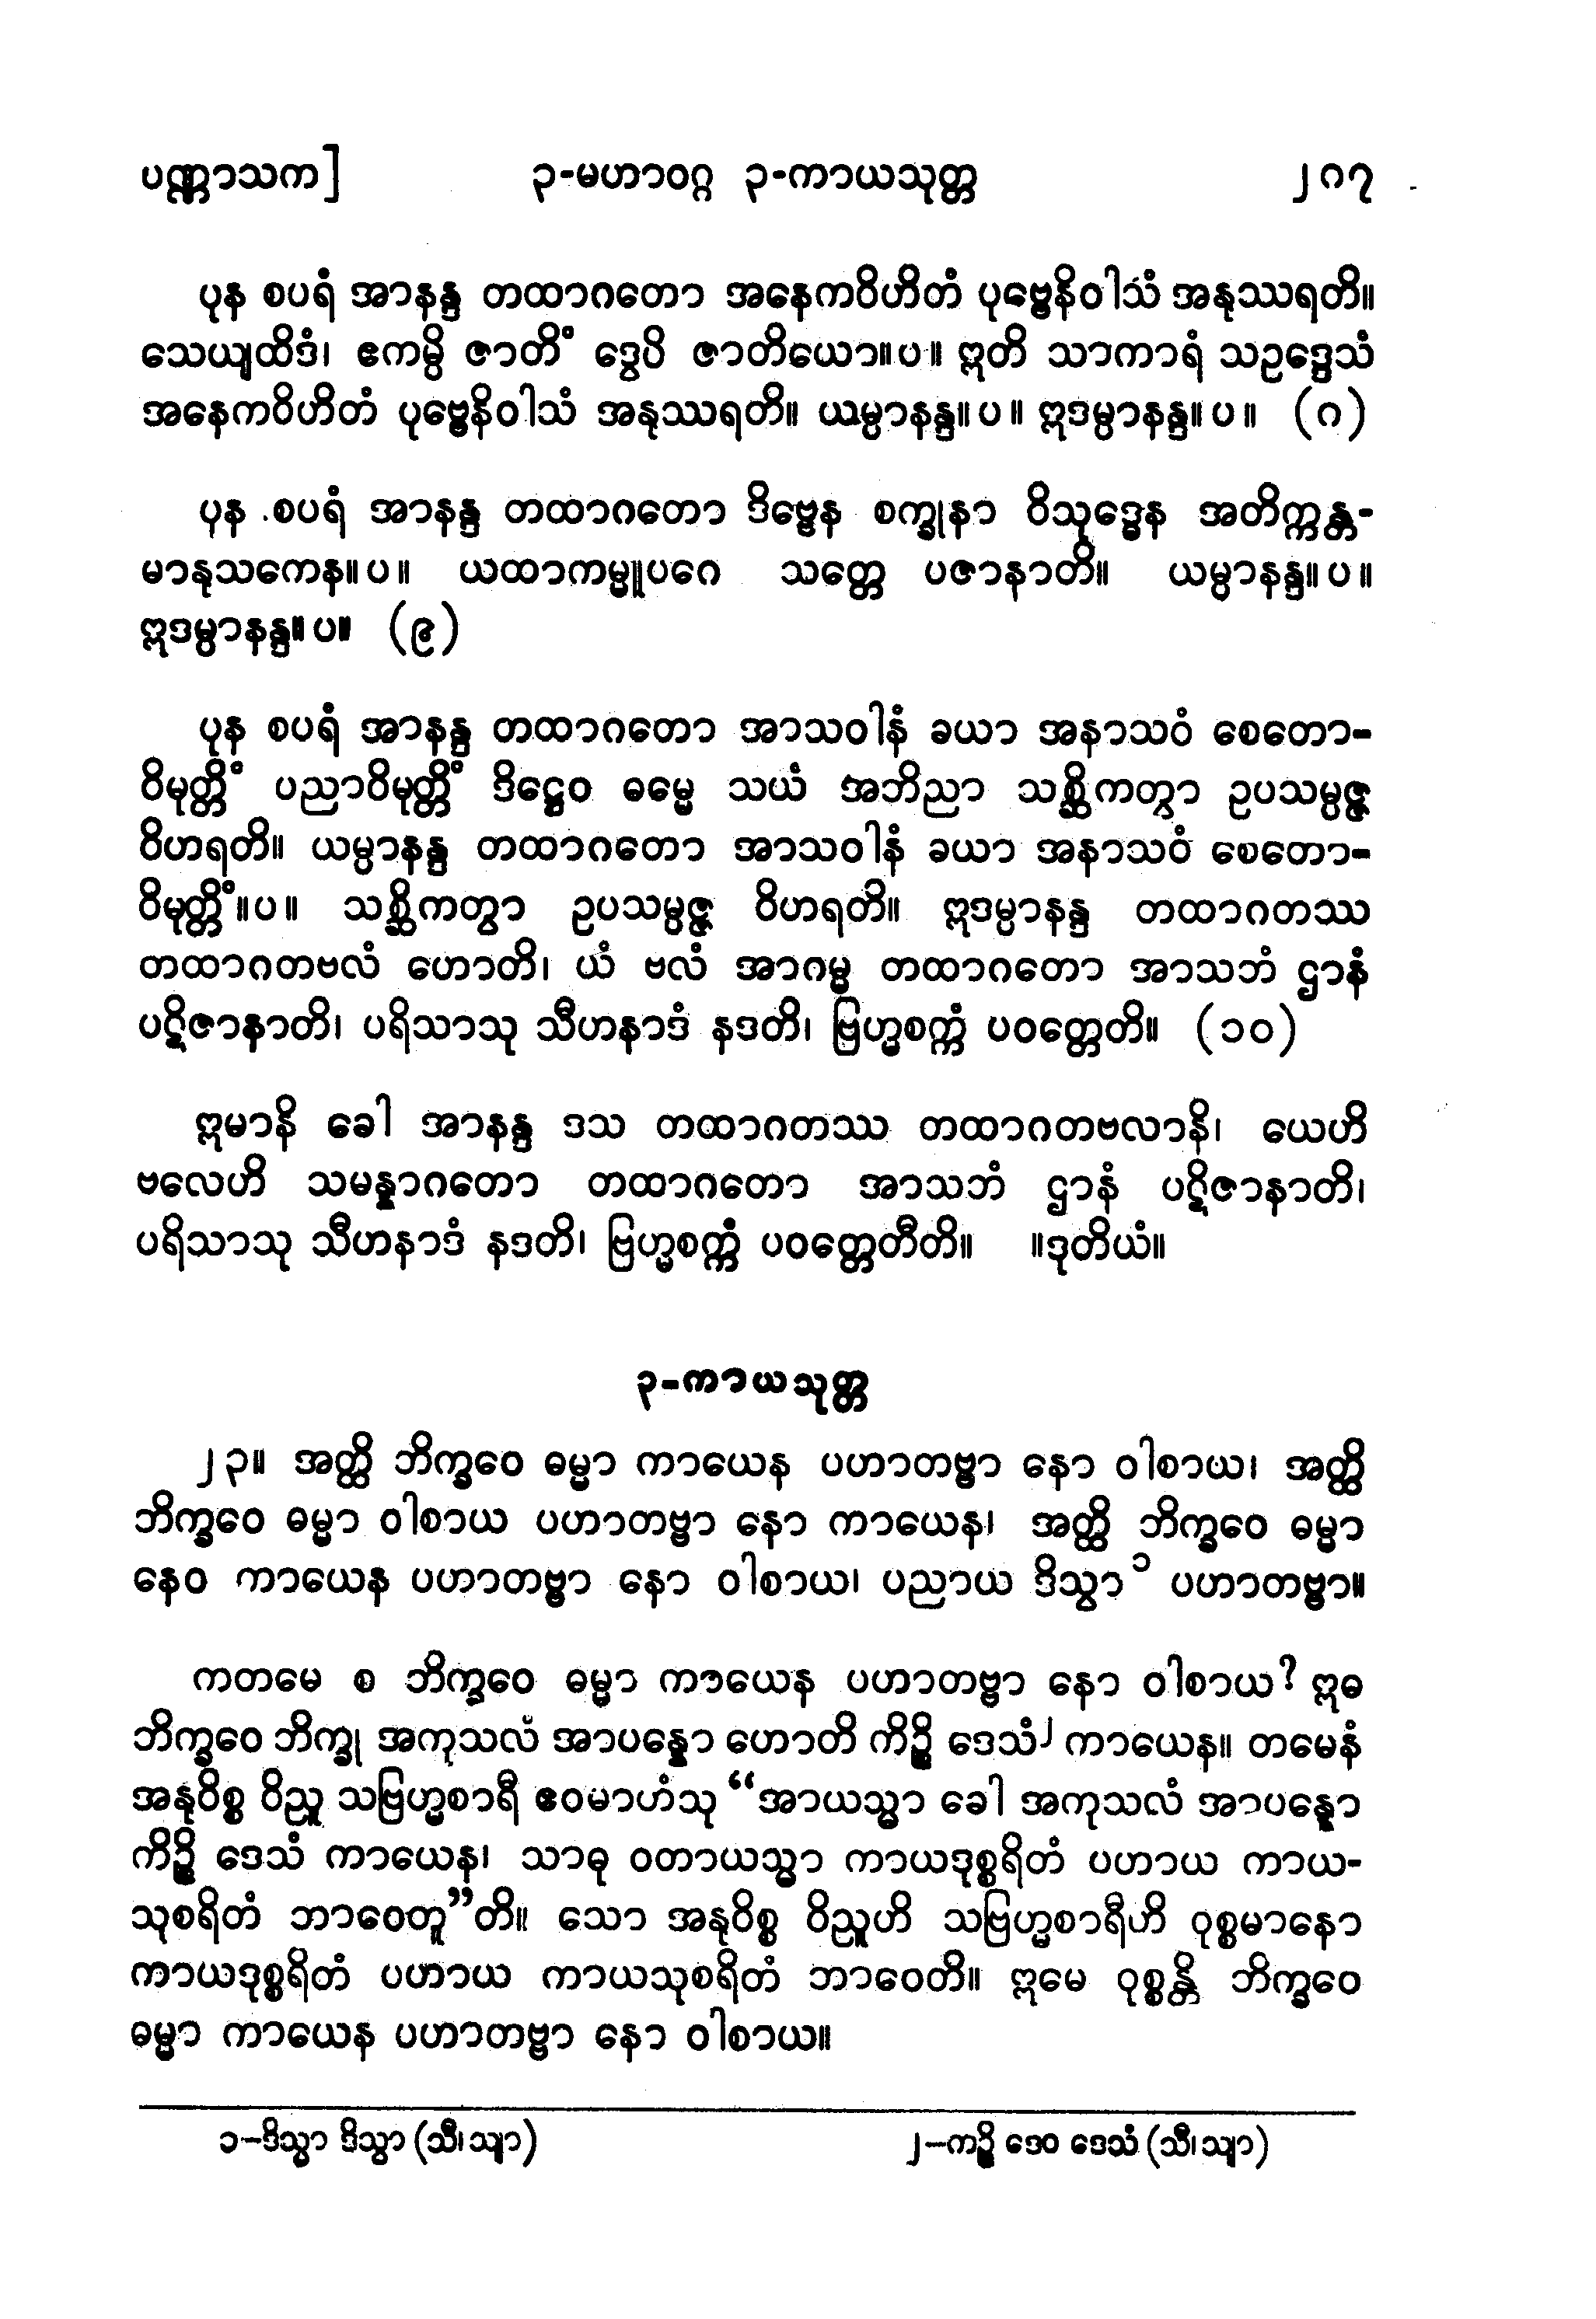 ပဏ္ဏာသက]   ၃-မဟာဝဂ္ဂ ၃-ကာယသုတ္တ   ၂၈၇
ပုန စပရံ အာနန္ဒ တထာဂတော အနေကဝိဟိတံ ပုဗ္ဗေနိဝါသံ အနုဿရတိ။
သေယျထိဒံ၊ ဧကမ္ပိ ဇာတိံ ဒွေပိ ဇာတိယော။ပ။ ဣတိ သာကာရံ သဥဒ္ဒေသံ
အနေကဝိဟိတံ ပုဗ္ဗေနိဝါသံ အနုဿရတိ။ ယမ္ပာနန္ဒ။ပ။ ဣဒမ္ပာနန္ဒ။ပ။ (၈)
ပုန စပရံ အာနန္ဒ တထာဂတော ဒိဗ္ဗေန စက္ခုနာ ဝိသုဒ္ဓေန အတိက္ကန္တ-
မာနုသကေန။ပ။ ယထာကမ္မူပဂေ သတ္တေ ပဇာနာတိ။ ယမ္ပာနန္ဒ။ပ။
ဣဒမ္ပာနန္ဒ။ပ။ (၉)
ပုန စပရံ အာနန္ဒ တထာဂတော အာသဝါနံ ခယာ အနာသဝံ စေတော-
ဝိမုတ္တိံ ပညာဝိမုတ္တိံ ဒိဋ္ဌေဝ ဓမ္မေ သယံ အဘိညာ သစ္ဆိကတွာ ဥပသမ္ပဇ္ဇ
ဝိဟရတိ။ ယမ္ပာနန္ဒ တထာဂတော အာသဝါနံ ခယာ အနာသဝံ စေတော-
ဝိမုတ္တိံ။ပ။ သစ္ဆိကတွာ ဥပသမ္ပဇ္ဇ ဝိဟရတိ။ ဣဒမ္ပာနန္ဒ တထာဂတဿ
တထာဂတဗလံ ဟောတိ၊ ယံ ဗလံ အာဂမ္မ တထာဂတော အာသဘံ ဌာနံ
ပဋိဇာနာတိ၊ ပရိသာသု သီဟနာဒံ နဒတိ၊ ဗြဟ္မစက္ကံ ပဝတ္တေတိ။ (၁၀)
ဣမာနိ ခေါ အာနန္ဒ ဒသ တထာဂတဿ တထာဂတဗလာနိ၊ ယေဟိ
ဗလေဟိ သမန္နာဂတော တထာဂတော အာသဘံ ဌာနံ ပဋိဇာနာတိ၊
ပရိသာသု သီဟနာဒံ နဒတိ၊ ဗြဟ္မစက္ကံ ပဝတ္တေတီတိ။ ။ဒုတိယံ။
၃-ကာယသုတ္တ
၂၃။ အတ္ထိ ဘိက္ခဝေ ဓမ္မာ ကာယေန ပဟာတဗ္ဗာ နော ဝါစာယ၊ အတ္ထိ
ဘိက္ခဝေ ဓမ္မာ ဝါစာယ ပဟာတဗ္ဗာ နော ကာယေန၊ အတ္ထိ ဘိက္ခဝေ ဓမ္မာ
နေဝ ကာယေန ပဟာတဗ္ဗာ နော ဝါစာယ၊ ပညာယ ဒိသွာ ၁ ပဟာတဗ္ဗာ။
ကတမေ စ ဘိက္ခဝေ ဓမ္မာ ကာယေန ပဟာတဗ္ဗာ နော ဝါစာယ? ဣဓ
ဘိက္ခဝေ ဘိက္ခု အကုသလံ အာပန္နော ဟောတိ ကိဉ္စိ ဒေသံ၂ ကာယေန။ တမေနံ
အနုဝိစ္စ ဝိညူ သဗြဟ္မစာရီ ဧဝမာဟံသု “အာယသ္မာ ခေါ အကုသလံ အာပန္နော
ကိဉ္စိ ဒေသံ ကာယေန၊ သာဓု ဝတာယသ္မာ ကာယဒုစ္စရိတံ ပဟာယ ကာယ-
သုစရိတံ ဘာဝေတူ”တိ။ သော အနုဝိစ္စ ဝိညူဟိ သဗြဟ္မစာရီဟိ ဝုစ္စမာနော
ကာယဒုစ္စရိတံ ပဟာယ ကာယသုစရိတံ ဘာဝေတိ။ ဣမေ ဝုစ္စန္တိ ဘိက္ခဝေ
ဓမ္မာ ကာယေန ပဟာတဗ္ဗာ နော ဝါစာယ။
၁–ဒိသွာ ဒိသွာ (သီ၊သျာ)   ၂–ကဉ္စိ ဒေဝ ဒေသံ (သီ၊သျာ)